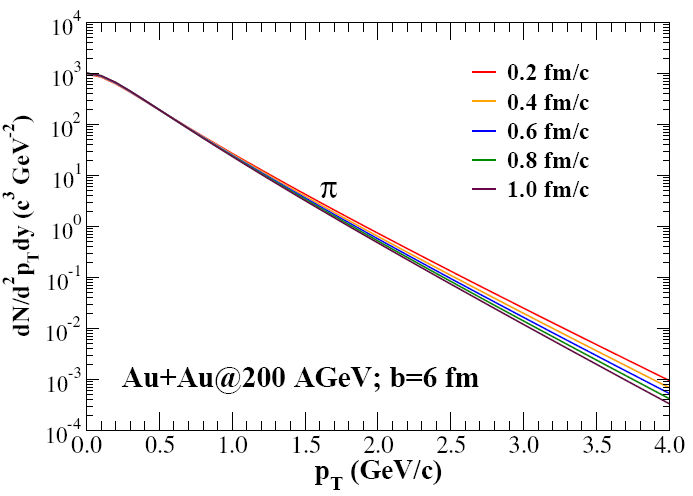 10^4
10^3
10^2
10^1
10^0
10^-1
10^-2
10^-3
10^-4
dN/d^2p_Tdy (c^3 GeV^-2)
0.2 fm/c
0.4 fm/c
0.6 fm/c
0.8 fm/c
1.0 fm/c
π
Au+Au@200 AGeV; b=6 fm
0.0 0.5 1.0 1.5 2.0 2.5 3.0 3.5 4.0
p_T (GeV/c)